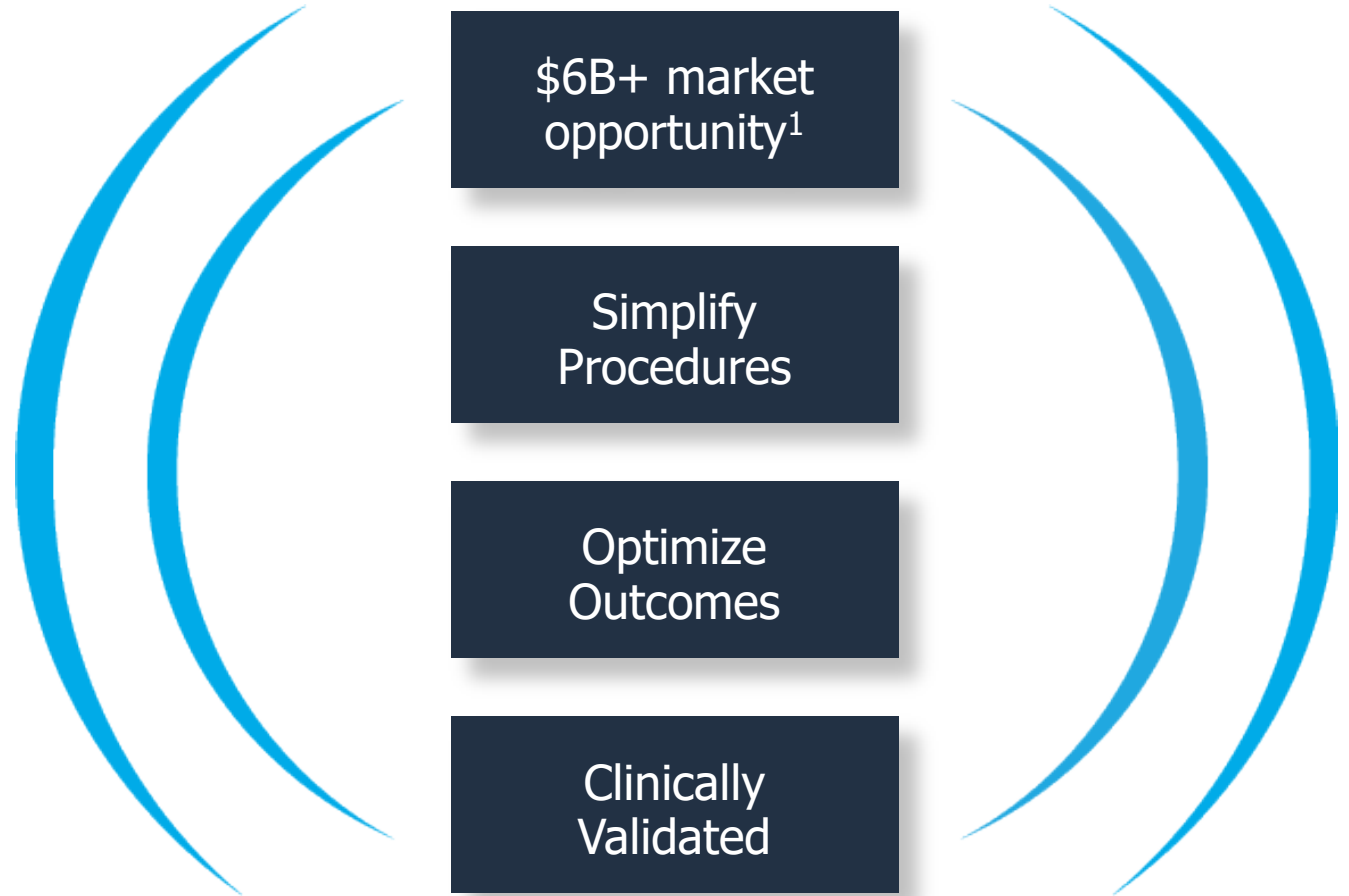 $6B+ market
opportunity¹
Simplify
Procedures
Optimize
Outcomes
Clinically
Validated